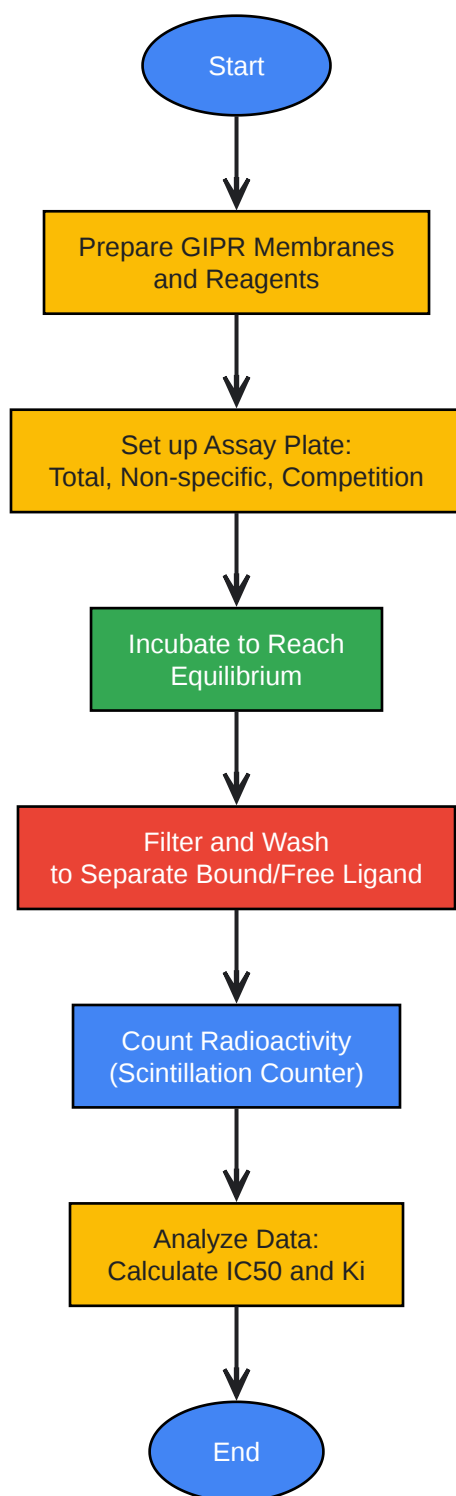 Start
Prepare GIPR Membranes
and Reagents
Set up Assay Plate:
Total, Non-specific, Competition
Incubate to Reach
Equilibrium
Filter and Wash
to Separate Bound/Free Ligand
Count Radioactivity
(Scintillation Counter)
Analyze Data:
Calculate IC50 and Ki
End